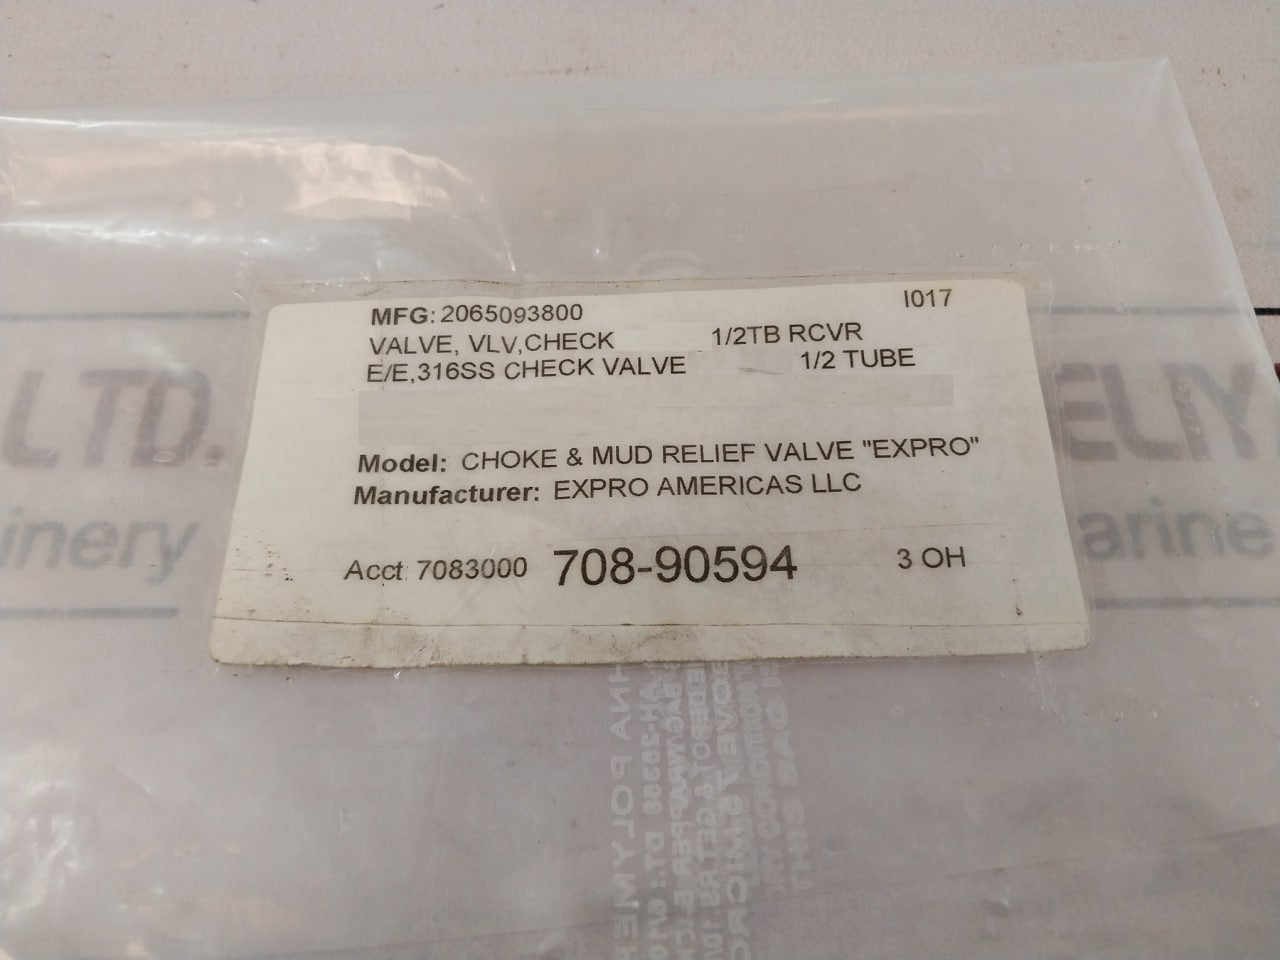 MFG: 2065093800 I017
VALVE, VLV,CHECK 1/2TB RCVR
E/E,316SS CHECK VALVE 1/2 TUBE
LTD. ELIY
Model: CHOKE & MUD RELIEF VALVE "EXPRO"
Manufacturer: EXPRO AMERICAS LLC
inery arine
Acct: 7083000 708-90594 3 OH